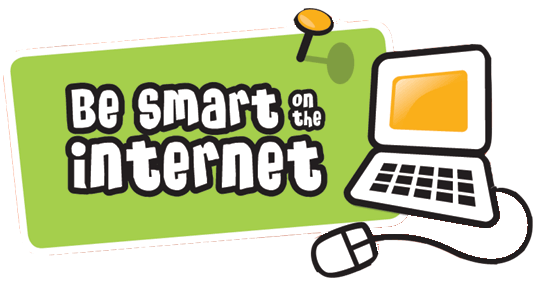 Be smart on the
internet